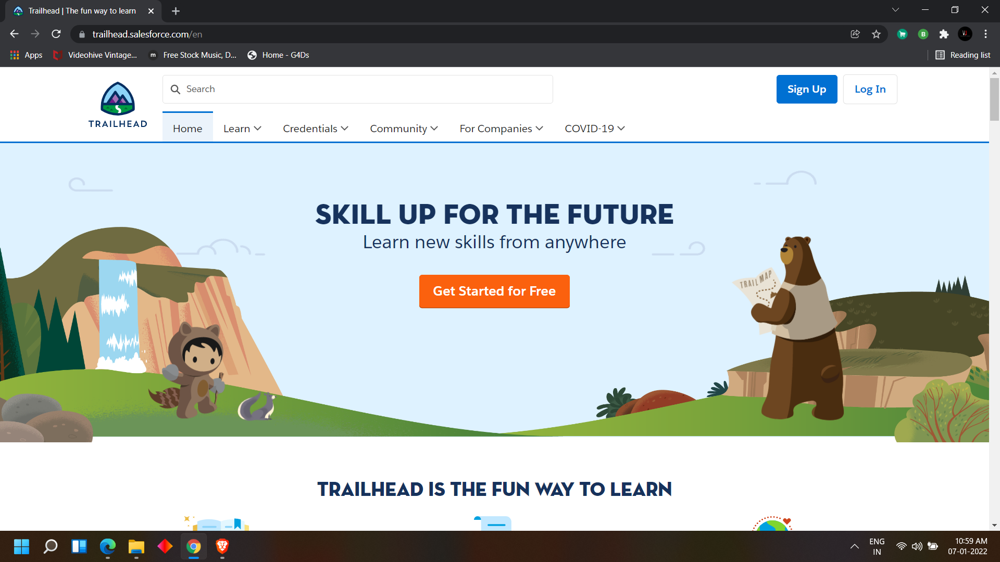 Trailhead | The fun way to learn
trailhead.salesforce.com/en
Apps
Videohive Vintage...
m
Free Stock Music, D...
Home - G4Ds
Reading list
B
TRAILHEAD
Search
Sign Up
Log In
Home
Learn
Credentials
Community
For Companies
COVID-19
SKILL UP FOR THE FUTURE
Learn new skills from anywhere
Get Started for Free
TRAIL MAP
TRAILHEAD IS THE FUN WAY TO LEARN
ENG
IN
10:59 AM
07-01-2022